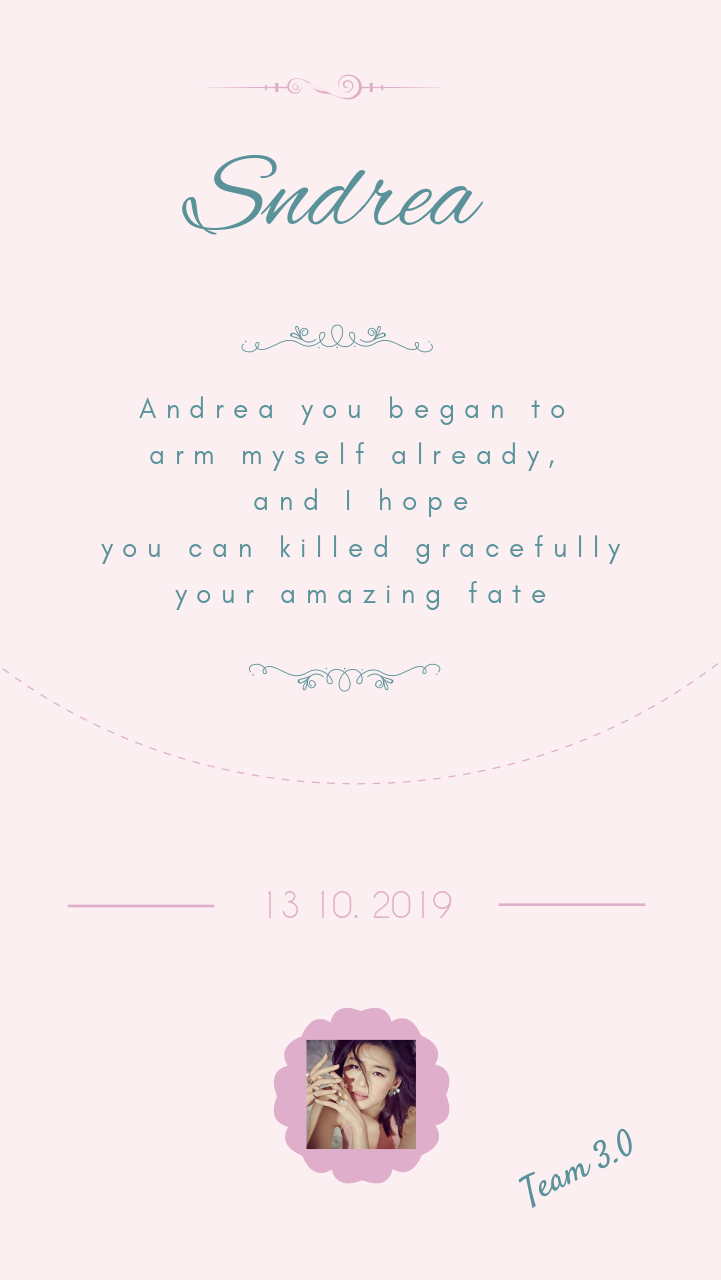 Sndrea
Andrea you began to
arm myself already,
and I hope
you can killed gracefully
your amazing fate
13 10. 2019
Team 3.0